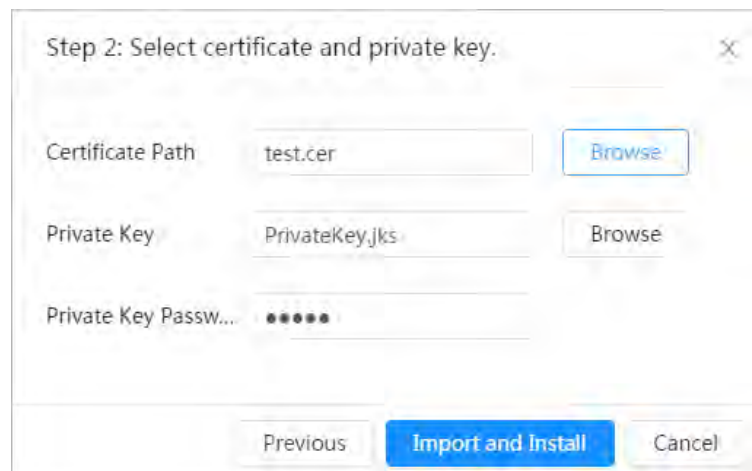 Step 2: Select certificate and private key.
Certificate Path test.cer Browse
Private Key PrivateKey.jks Browse
Private Key Passw... ●●●●●
Previous Import and Install Cancel